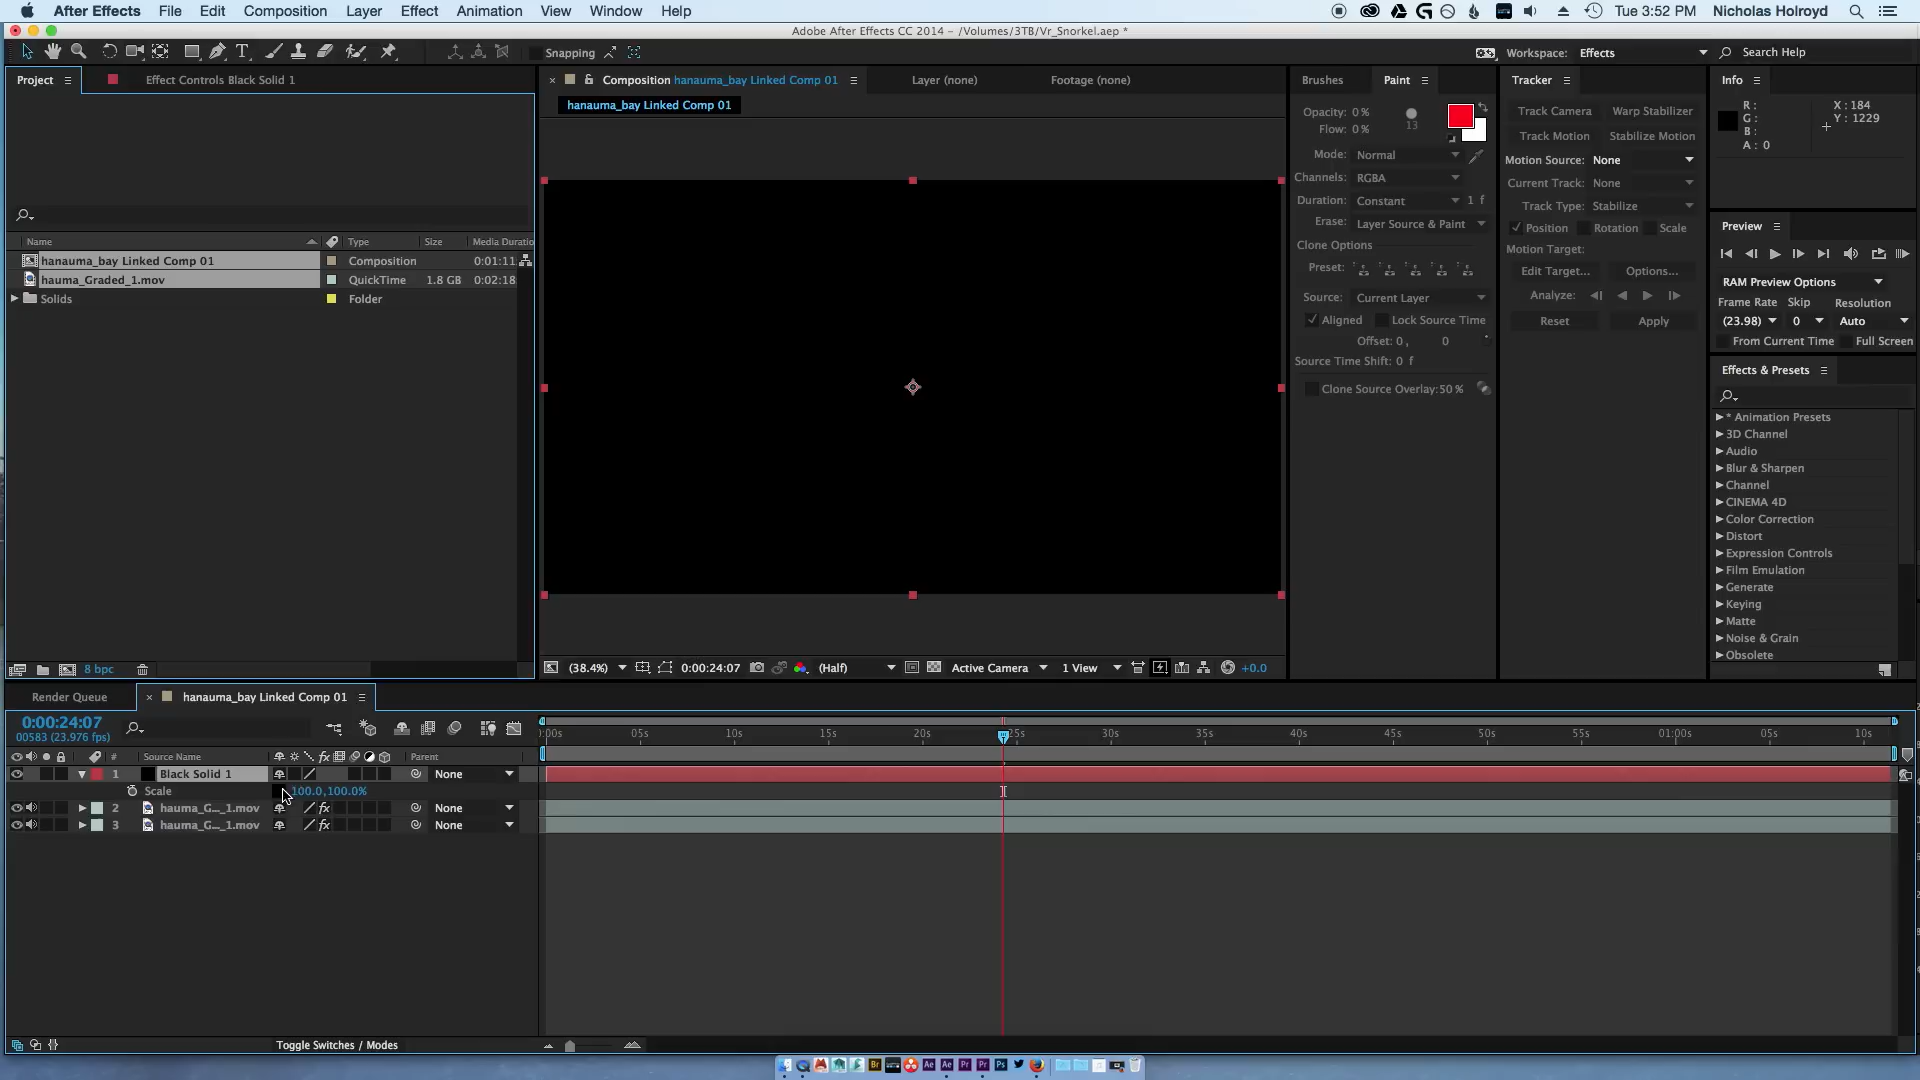 After Effects File Edit Composition Layer Effect Animation View Window Help Tue 3:52 PM Nicholas Holroyd
Adobe After Effects CC 2014 – /Volumes/3TB/Vr_Snorkel.aep *
Snapping Workspace: Effects Search Help
Project Effect Controls Black Solid 1 Composition hanauma_bay Linked Comp 01 Layer (none) Footage (none) Brushes Paint Tracker Info
hanauma_bay Linked Comp 01
Opacity: 0 %
Flow: 0 %
13
Mode: Normal
Channels: RGBA
Duration: Constant 1 f
Erase: Layer Source & Paint
Clone Options
Preset:
Source: Current Layer
Aligned Lock Source Time
Offset: 0, 0
Source Time Shift: 0 f
Clone Source Overlay: 50 %
Track Camera Warp Stabilizer
Track Motion Stabilize Motion
Motion Source: None
Current Track: None
Track Type: Stabilize
Position Rotation Scale
Motion Target:
Edit Target... Options...
Analyze:
Reset Apply
R : X : 184
G : Y : 1229
B :
A : 0
Preview
RAM Preview Options
Frame Rate Skip Resolution
(23.98) 0 Auto
From Current Time Full Screen
Effects & Presets
* Animation Presets
3D Channel
Audio
Blur & Sharpen
Channel
CINEMA 4D
Color Correction
Distort
Expression Controls
Film Emulation
Generate
Keying
Matte
Noise & Grain
Obsolete
Name Type Size Media Duratio
hanauma_bay Linked Comp 01 Composition 0:01:11
hauma_Graded_1.mov QuickTime 1.8 GB 0:02:18
Solids Folder
8 bpc
(38.4%) 0:00:24:07 (Half) Active Camera 1 View +0.0
Render Queue hanauma_bay Linked Comp 01
0:00:24:07
00583 (23.976 fps)
:00s 05s 10s 15s 20s 25s 30s 35s 40s 45s 50s 55s 01:00s 05s 10s
# Source Name Parent
1 Black Solid 1 None
Scale 100.0,100.0%
2 hauma_G..._1.mov None
3 hauma_G..._1.mov None
Toggle Switches / Modes